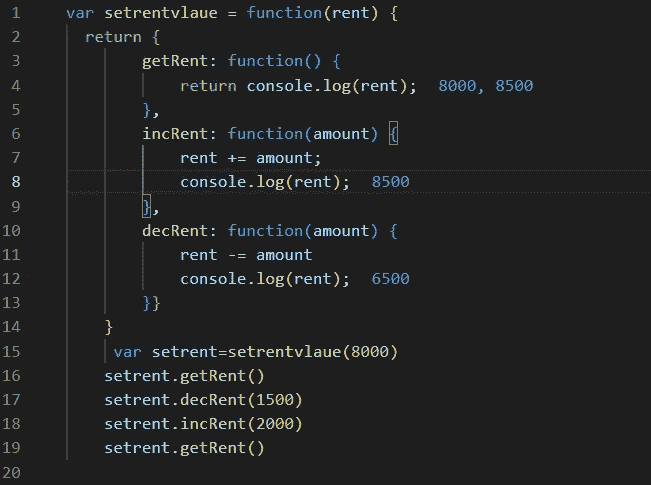 1 var setrentvlaue = function(rent) {
2 return {
3 getRent: function() {
4 return console.log(rent); 8000, 8500
5 },
6 incRent: function(amount) {
7 rent += amount;
8 console.log(rent); 8500
9 },
10 decRent: function(amount) {
11 rent -= amount
12 console.log(rent); 6500
13 }}
14 }
15 var setrent=setrentvlaue(8000)
16 setrent.getRent()
17 setrent.decRent(1500)
18 setrent.incRent(2000)
19 setrent.getRent()
20